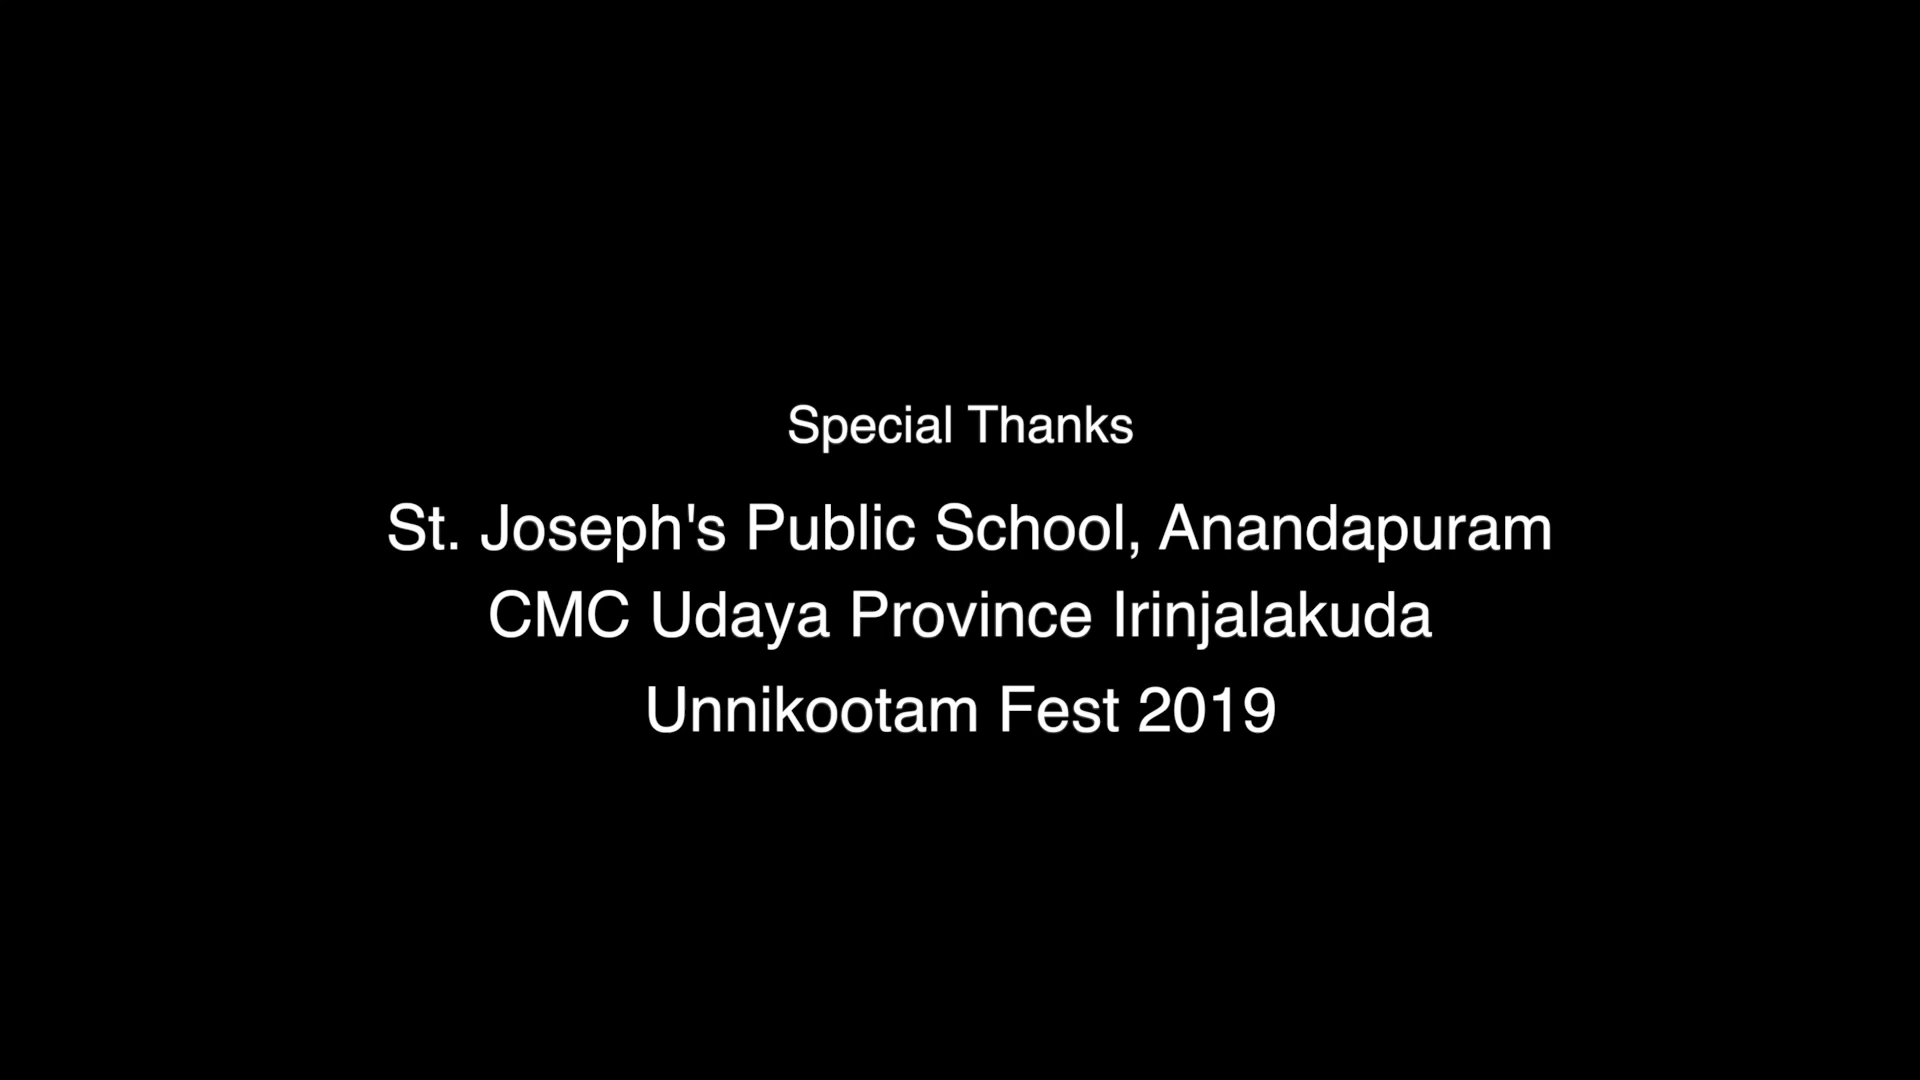 Special Thanks
St. Joseph's Public School, Anandapuram
CMC Udaya Province Irinjalakuda
Unnikootam Fest 2019